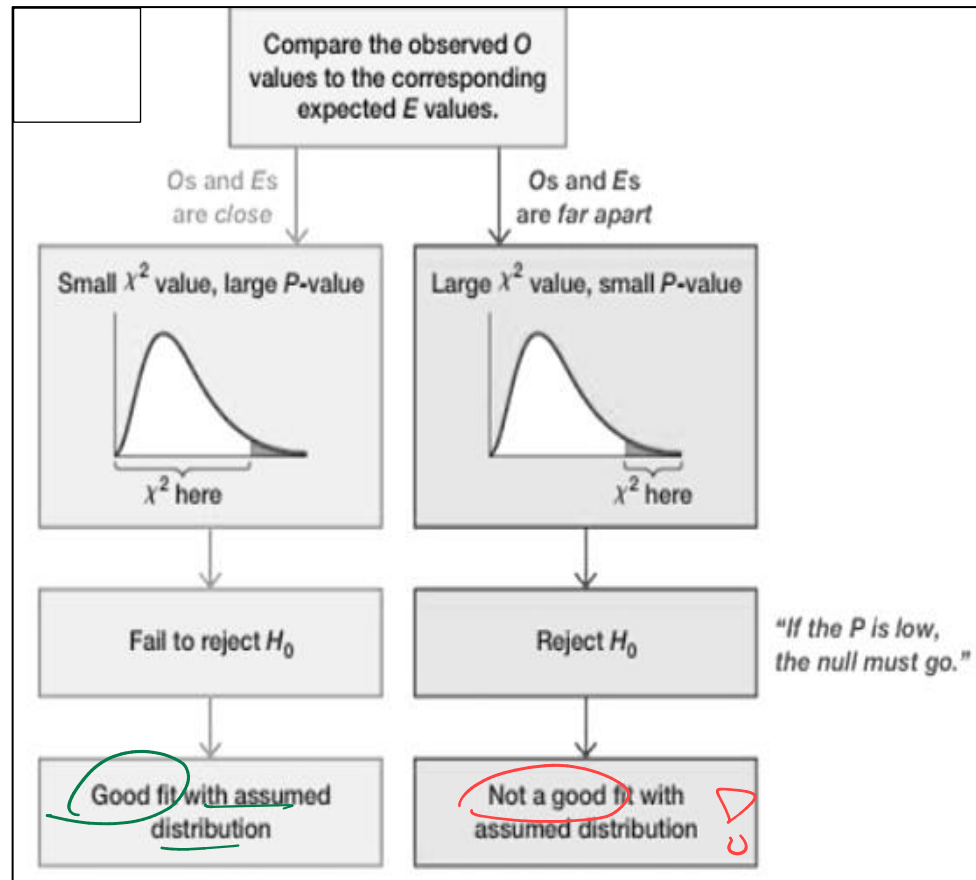 Compare the observed O
values to the corresponding
expected E values.
Os and Es
are close
Os and Es
are far apart
Small χ² value, large P-value
χ² here
Large χ² value, small P-value
χ² here
Fail to reject H₀
Reject H₀
"If the P is low,
the null must go."
Good fit with assumed
distribution
Not a good fit with
assumed distribution